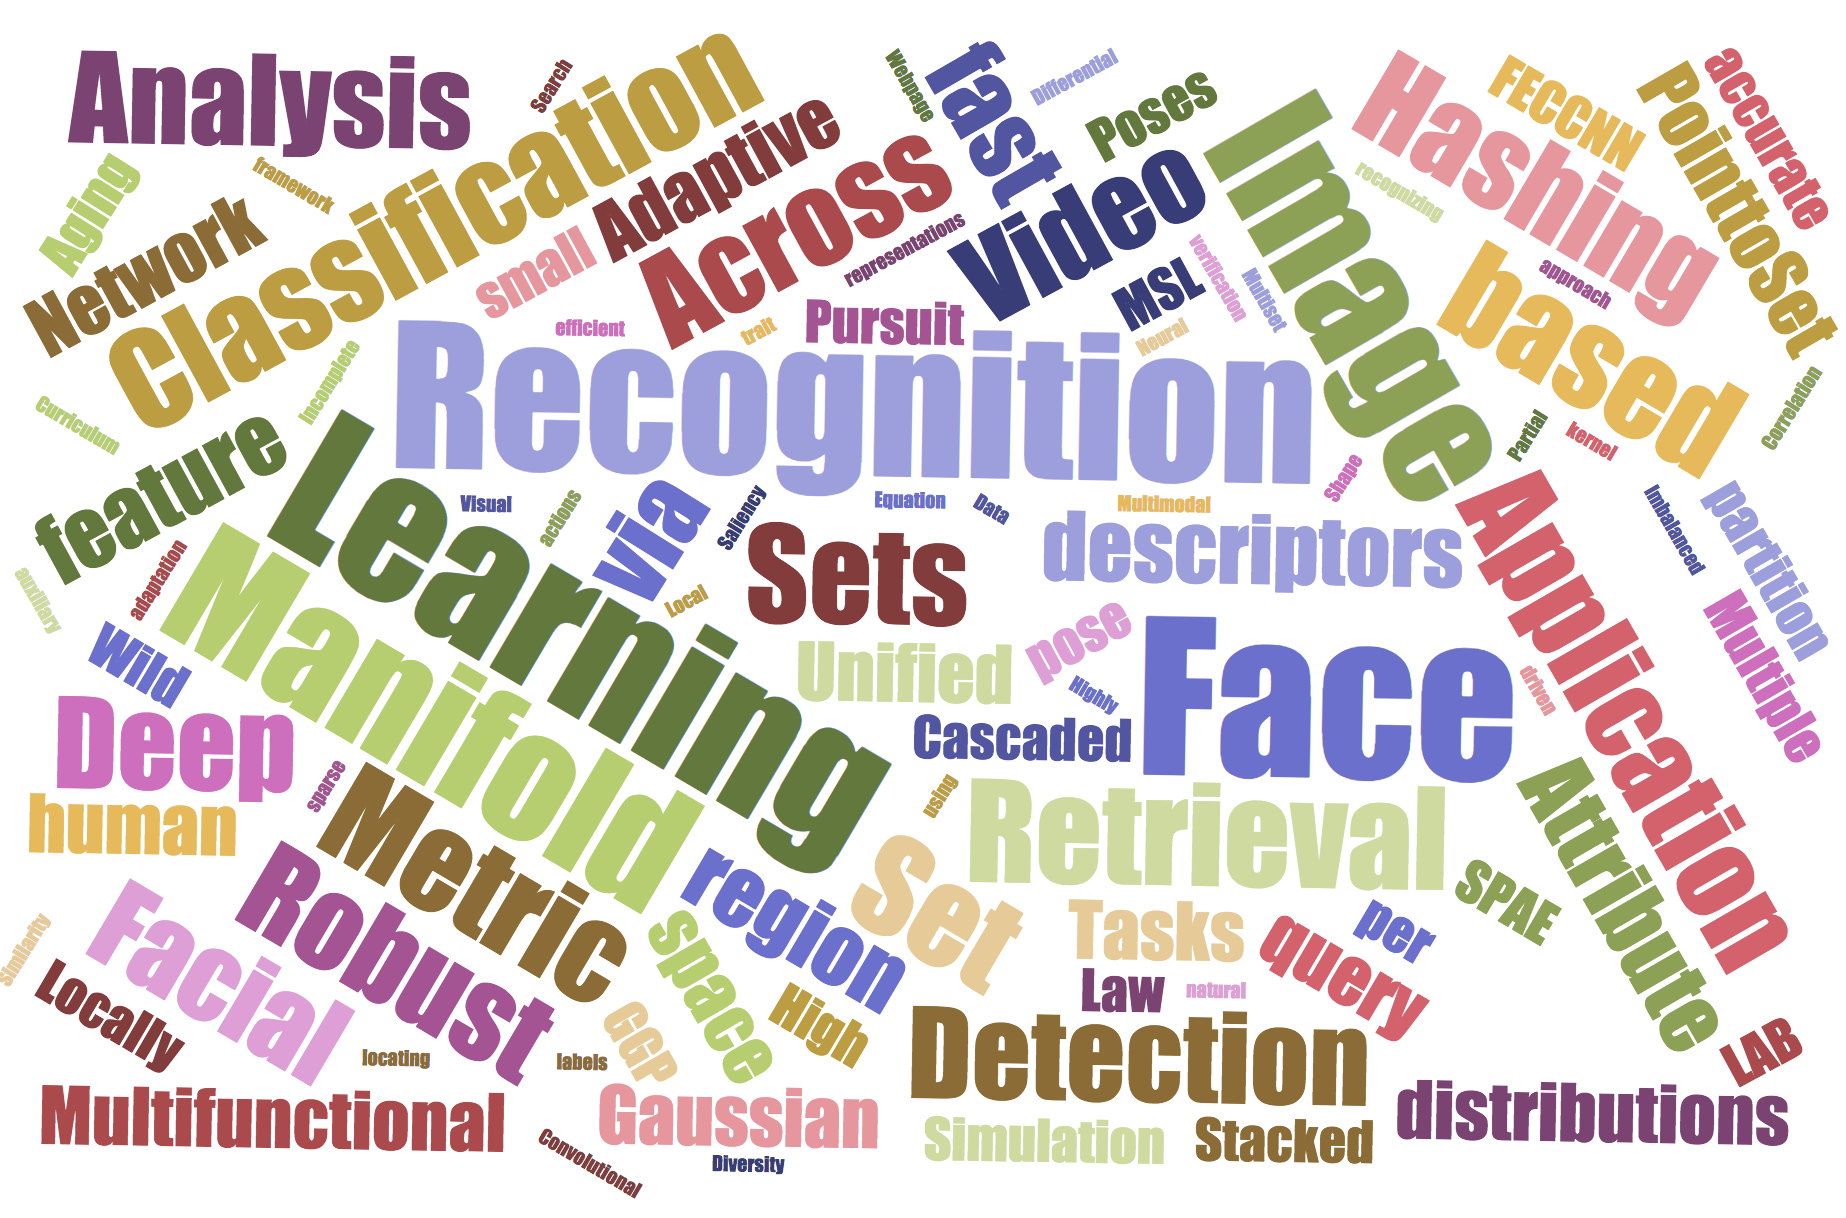 Analysis
Search
Classification
Webpage
fast
Differential
Poses
Image
Hashing
FECCNN
PointtoSet
accurate
Aging
framework
Network
Adaptive
small
Across
representations
Video
recognizing
verification
Multiset
MSL
approach
based
efficient
trait
Pursuit
Neural
Recognition
Incomplete
Curriculum
feature
Correlation
Partial
kernel
Shape
Learning
Visual
actions
via
Saliency
Equation
Data
Multimodal
Sets
descriptors
Application
Imbalanced
partition
auxiliary
adaptation
Manifold
Local
Wild
Unified
pose
Highly
Face
driven
Multiple
Deep
Cascaded
sparse
human
Metric
using
Retrieval
Attribute
Robust
region
Set
SPAE
Similarity
Facial
space
Tasks
query
per
Locally
Law
natural
High
GGP
locating
labels
Detection
LAB
Multifunctional
Gaussian
distributions
Convolutional
Diversity
Simulation
Stacked